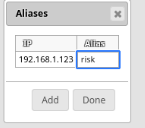 Aliases
IP Alias
192.168.1.123 risk
Add Done